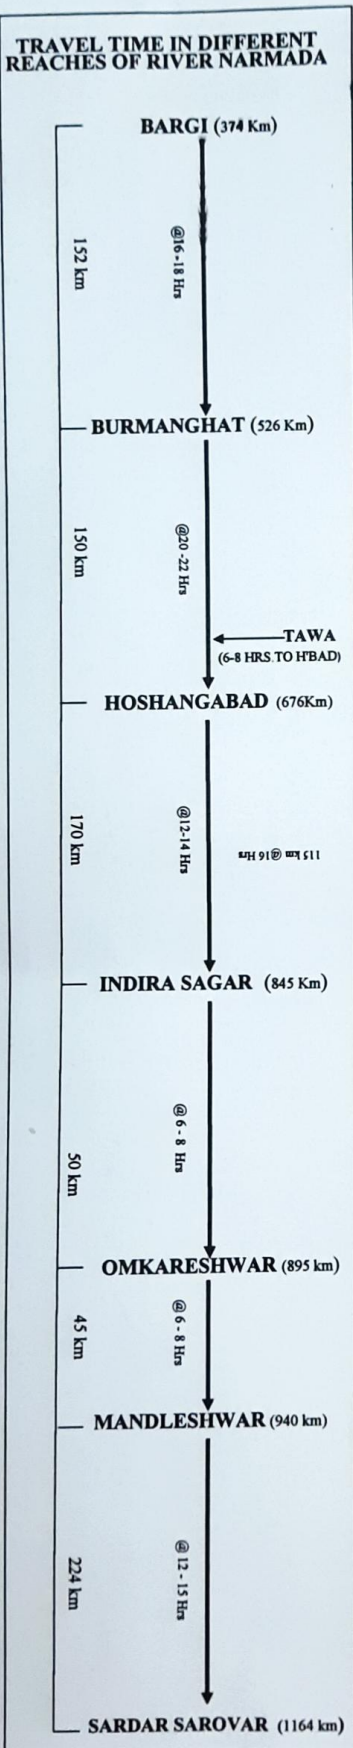 TRAVEL TIME IN DIFFERENT
REACHES OF RIVER NARMADA
BARGI (374 Km)
152 km
@16-18 Hrs
BURMANGHAT (526 Km)
150 km
@20-22 Hrs
TAWA
(6-8 HRS.TO H'BAD)
HOSHANGABAD (676Km)
170 km
@12-14 Hrs
115 km @16 Hrs
INDIRA SAGAR (845 Km)
50 km
@ 6 - 8 Hrs
OMKARESHWAR (895 km)
45 km
@ 6 - 8 Hrs
MANDLESHWAR (940 km)
224 km
@ 12 - 15 Hrs
SARDAR SAROVAR (1164 km)